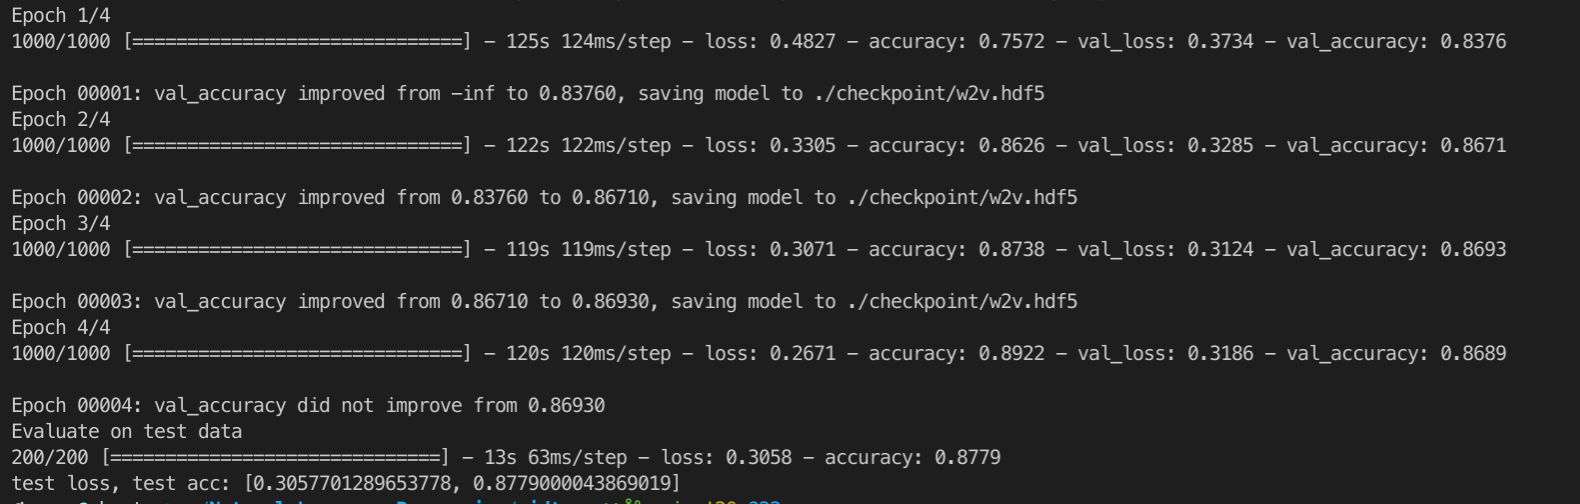 Epoch 1/4
1000/1000 [==============================] - 125s 124ms/step - loss: 0.4827 - accuracy: 0.7572 - val_loss: 0.3734 - val_accuracy: 0.8376
Epoch 00001: val_accuracy improved from -inf to 0.83760, saving model to ./checkpoint/w2v.hdf5
Epoch 2/4
1000/1000 [==============================] - 122s 122ms/step - loss: 0.3305 - accuracy: 0.8626 - val_loss: 0.3285 - val_accuracy: 0.8671
Epoch 00002: val_accuracy improved from 0.83760 to 0.86710, saving model to ./checkpoint/w2v.hdf5
Epoch 3/4
1000/1000 [==============================] - 119s 119ms/step - loss: 0.3071 - accuracy: 0.8738 - val_loss: 0.3124 - val_accuracy: 0.8693
Epoch 00003: val_accuracy improved from 0.86710 to 0.86930, saving model to ./checkpoint/w2v.hdf5
Epoch 4/4
1000/1000 [==============================] - 120s 120ms/step - loss: 0.2671 - accuracy: 0.8922 - val_loss: 0.3186 - val_accuracy: 0.8689
Epoch 00004: val_accuracy did not improve from 0.86930
Evaluate on test data
200/200 [==============================] - 13s 63ms/step - loss: 0.3058 - accuracy: 0.8779
test loss, test acc: [0.3057701289653778, 0.8779000043869019]